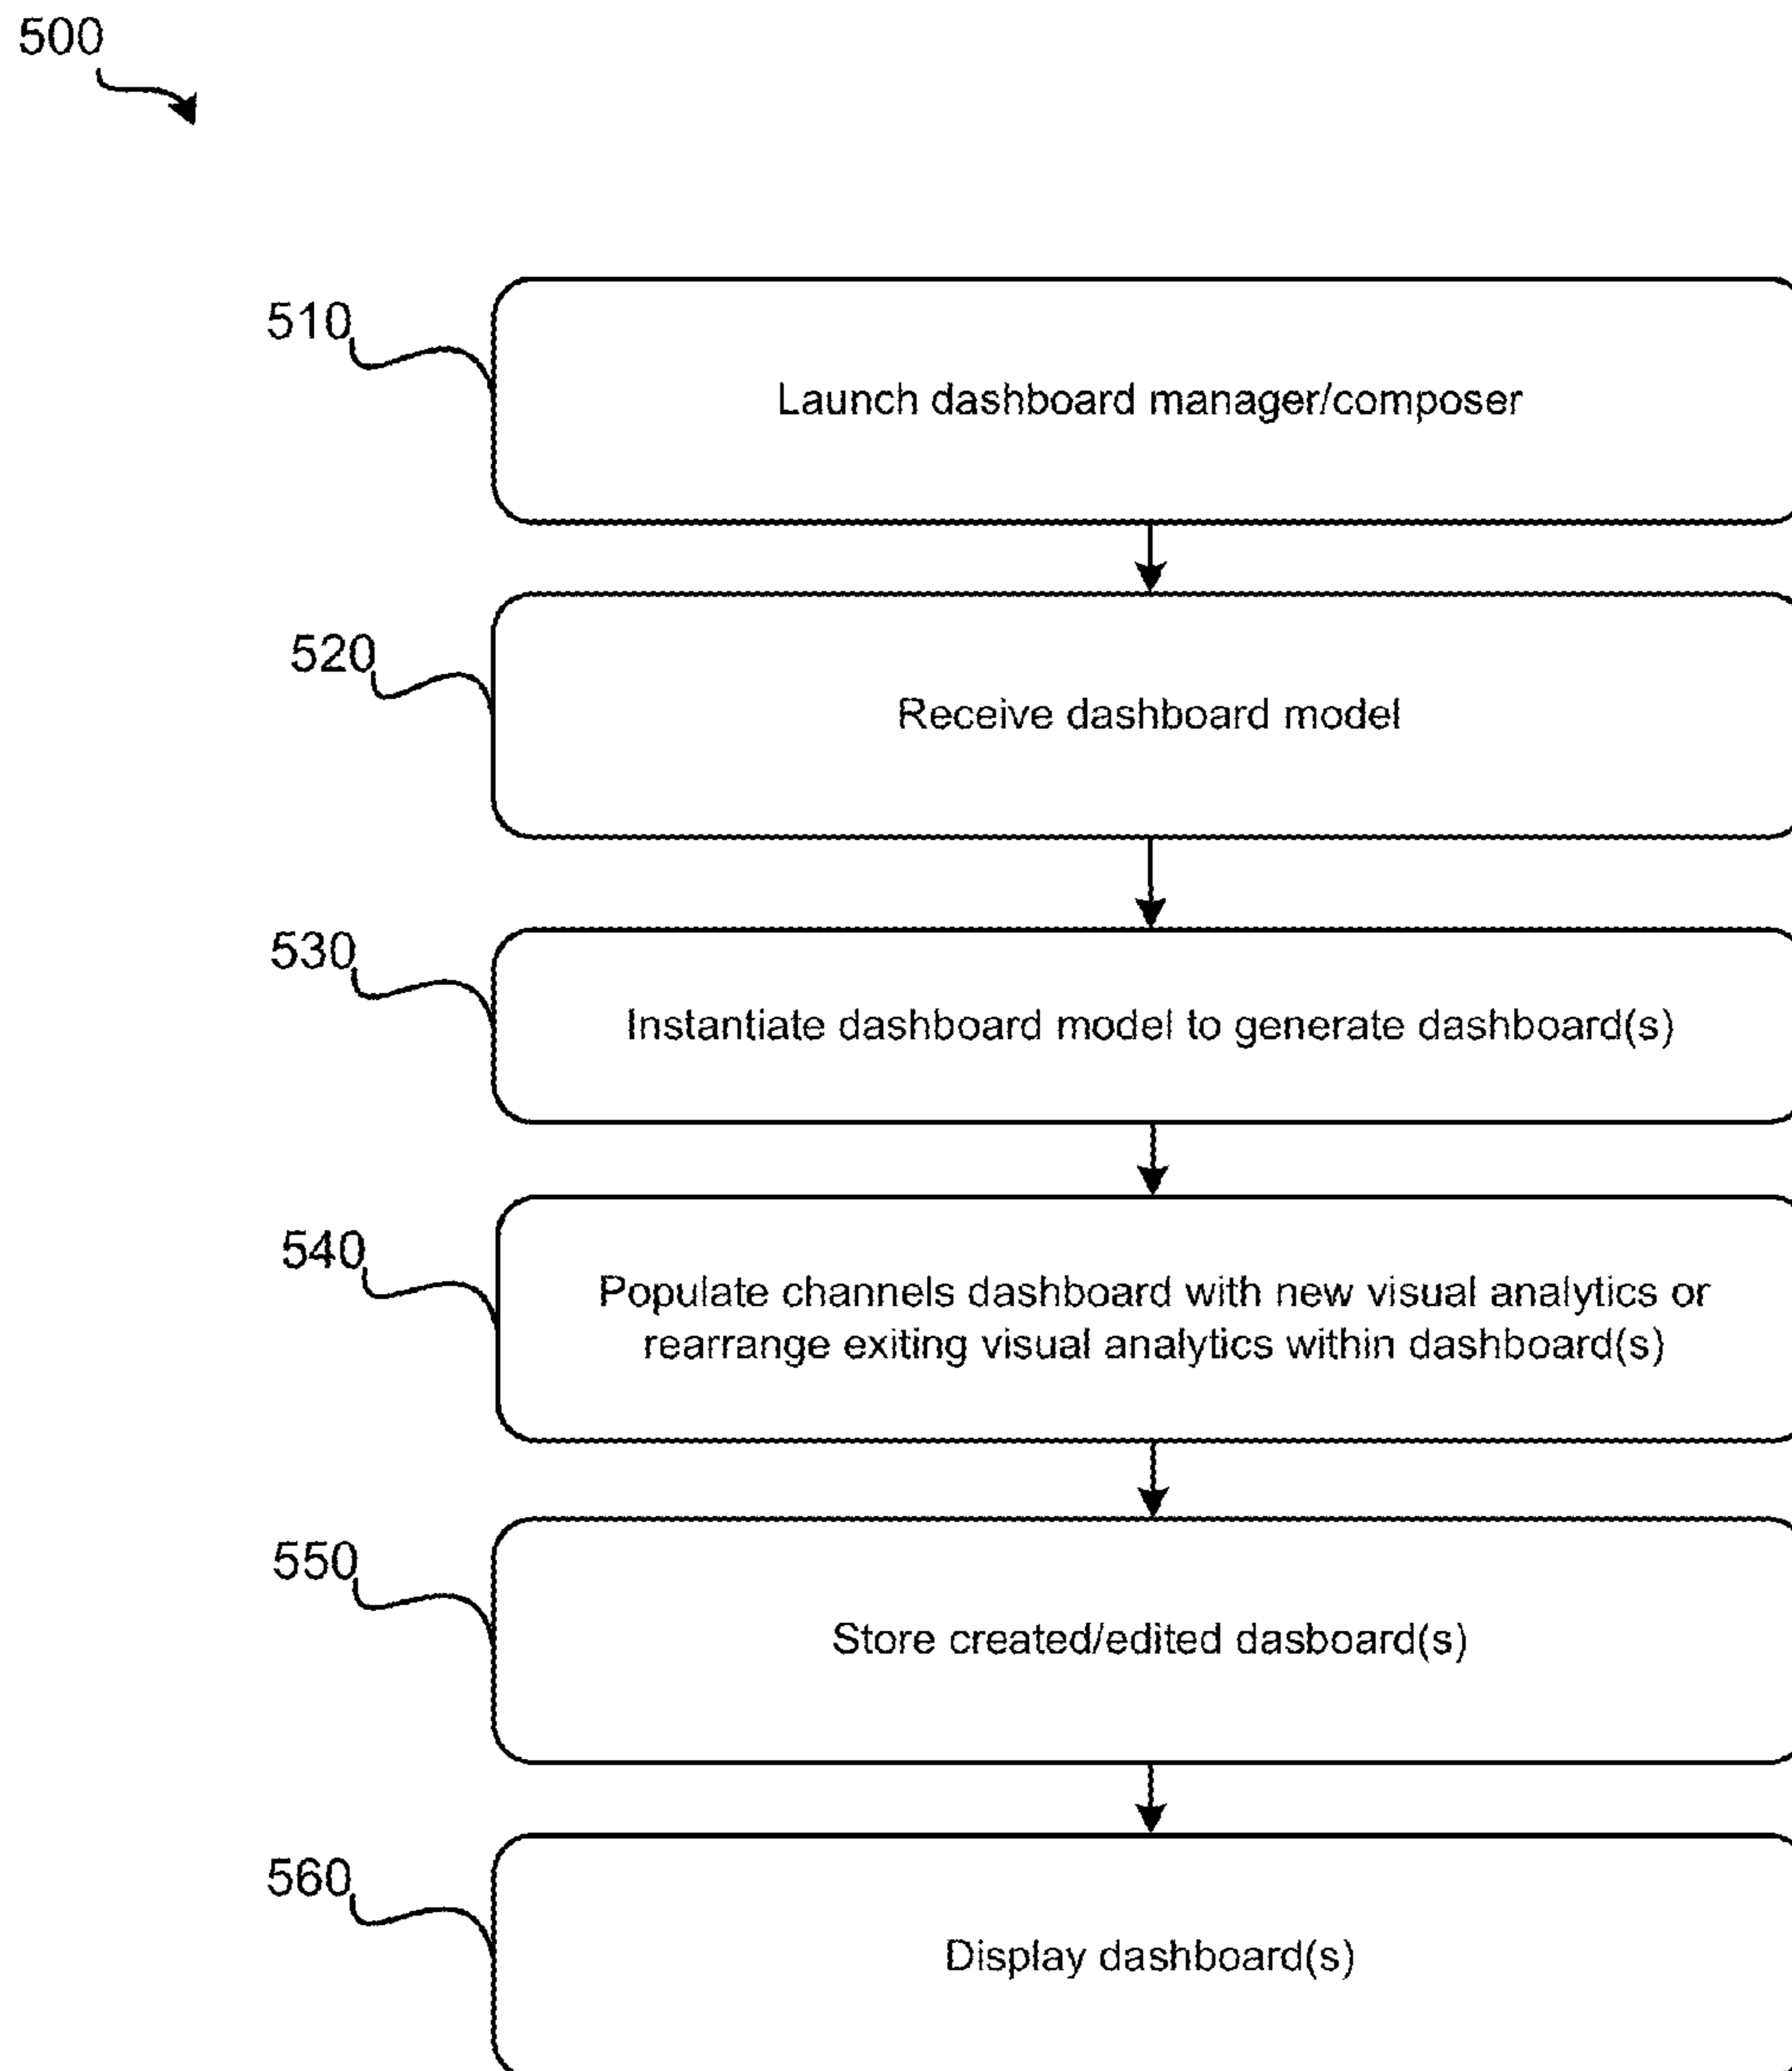 500
510
Launch dashboard manager/composer
520
Receive dashboard model
530
Instantiate dashboard model to generate dashboard(s)
540
Populate channels dashboard with new visual analytics or
rearrange exiting visual analytics within dashboard(s)
550
Store created/edited dasboard(s)
560
Display dashboard(s)